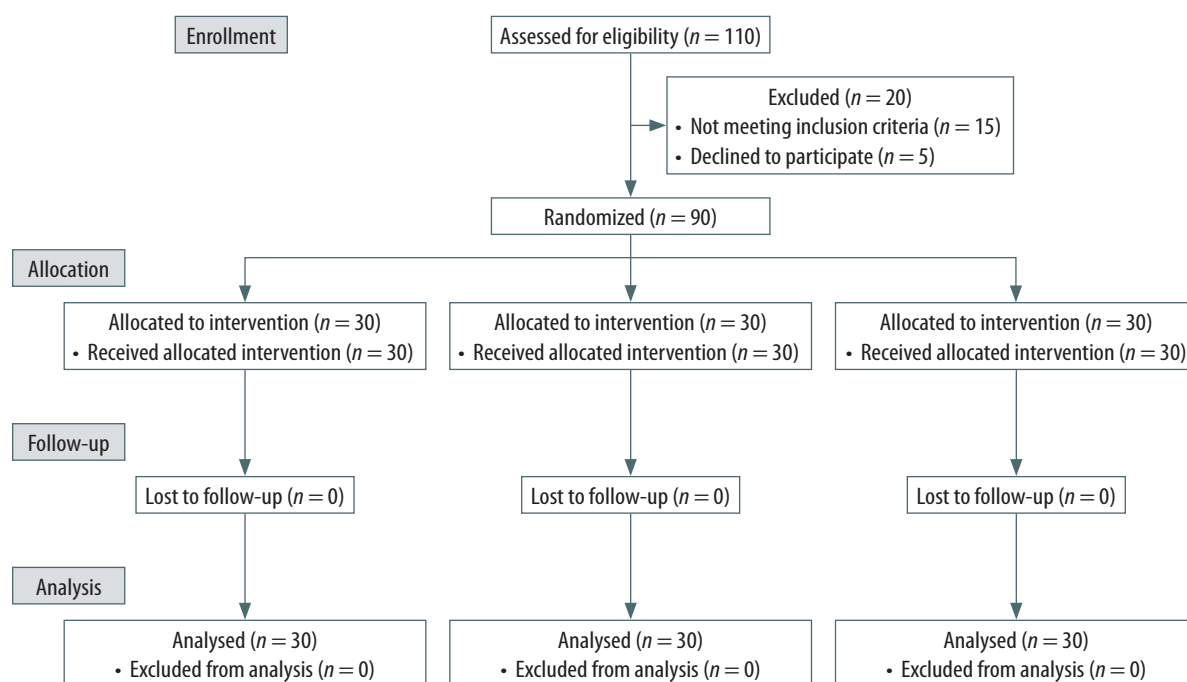 Enrollment
Assessed for eligibility (n = 110)
Excluded (n = 20)
• Not meeting inclusion criteria (n = 15)
• Declined to participate (n = 5)
Randomized (n = 90)
Allocation
Allocated to intervention (n = 30)
• Received allocated intervention (n = 30)
Allocated to intervention (n = 30)
• Received allocated intervention (n = 30)
Allocated to intervention (n = 30)
• Received allocated intervention (n = 30)
Follow-up
Lost to follow-up (n = 0)
Lost to follow-up (n = 0)
Lost to follow-up (n = 0)
Analysis
Analysed (n = 30)
• Excluded from analysis (n = 0)
Analysed (n = 30)
• Excluded from analysis (n = 0)
Analysed (n = 30)
• Excluded from analysis (n = 0)